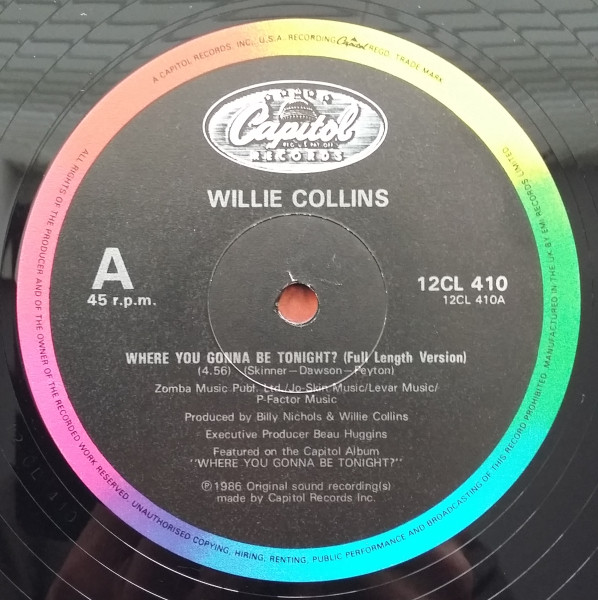 A CAPITOL RECORDS, INC., U.S.A. RECORDING Capitol REGD. TRADE MARK
Capitol
REG. U.S. PAT. OFF.
RECORDS
WILLIE COLLINS
A
45 r.p.m.
12CL 410
12CL 410A
WHERE YOU GONNA BE TONIGHT? (Full Length Version)
(4.56) (Skinner–Dawson–Peyton)
Zomba Music Publ. Ltd./Jo-Skin Music/Levar Music/
P-Factor Music
Produced by Billy Nichols & Willie Collins
Executive Producer Beau Huggins
Featured on the Capitol Album
"WHERE YOU GONNA BE TONIGHT?"
℗1986 Original sound recording(s)
made by Capitol Records Inc.
ALL RIGHTS OF THE PRODUCER AND OF THE OWNER OF THE RECORDED WORK RESERVED. UNAUTHORISED COPYING, HIRING, RENTING, PUBLIC PERFORMANCE AND BROADCASTING OF THIS RECORD PROHIBITED. MANUFACTURED IN THE UK BY EMI RECORDS LIMITED